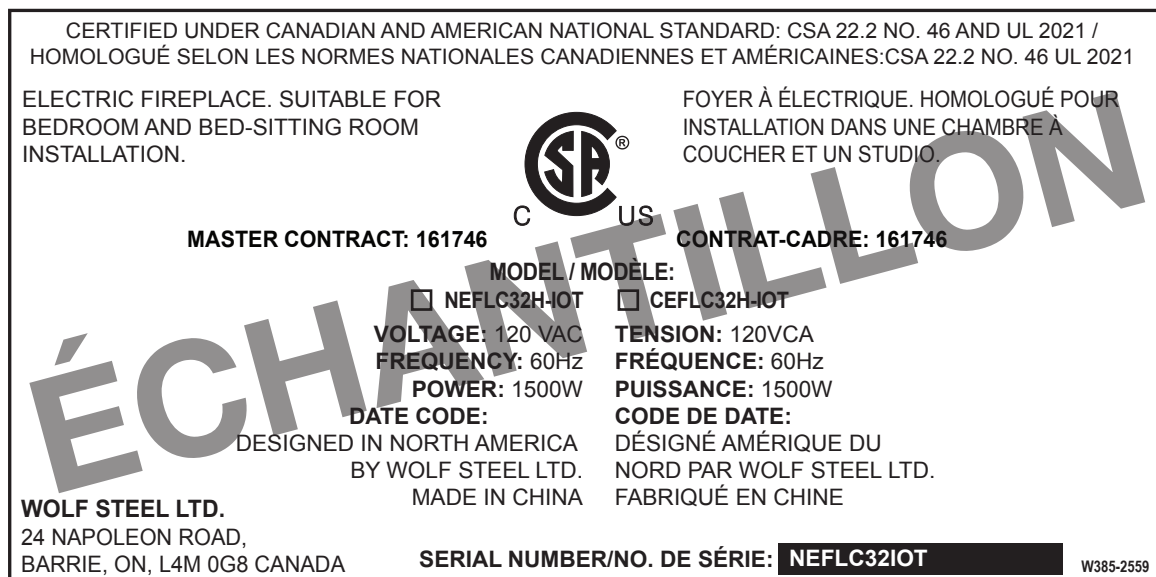 CERTIFIED UNDER CANADIAN AND AMERICAN NATIONAL STANDARD: CSA 22.2 NO. 46 AND UL 2021 /
HOMOLOGUÉ SELON LES NORMES NATIONALES CANADIENNES ET AMÉRICAINES:CSA 22.2 NO. 46 UL 2021
ELECTRIC FIREPLACE. SUITABLE FOR
BEDROOM AND BED-SITTING ROOM
INSTALLATION.
FOYER À ÉLECTRIQUE. HOMOLOGUÉ POUR
INSTALLATION DANS UNE CHAMBRE À
COUCHER ET UN STUDIO.
SA ®
C US
MASTER CONTRACT: 161746 CONTRAT-CADRE: 161746
MODEL / MODÈLE:
NEFLC32H-IOT CEFLC32H-IOT
VOLTAGE: 120 VAC TENSION: 120VCA
FREQUENCY: 60Hz FRÉQUENCE: 60Hz
POWER: 1500W PUISSANCE: 1500W
DATE CODE: CODE DE DATE:
DESIGNED IN NORTH AMERICA DÉSIGNÉ AMÉRIQUE DU
BY WOLF STEEL LTD. NORD PAR WOLF STEEL LTD.
MADE IN CHINA FABRIQUÉ EN CHINE
ÉCHANTILLON
WOLF STEEL LTD.
24 NAPOLEON ROAD,
BARRIE, ON, L4M 0G8 CANADA
SERIAL NUMBER/NO. DE SÉRIE: NEFLC32IOT
W385-2559